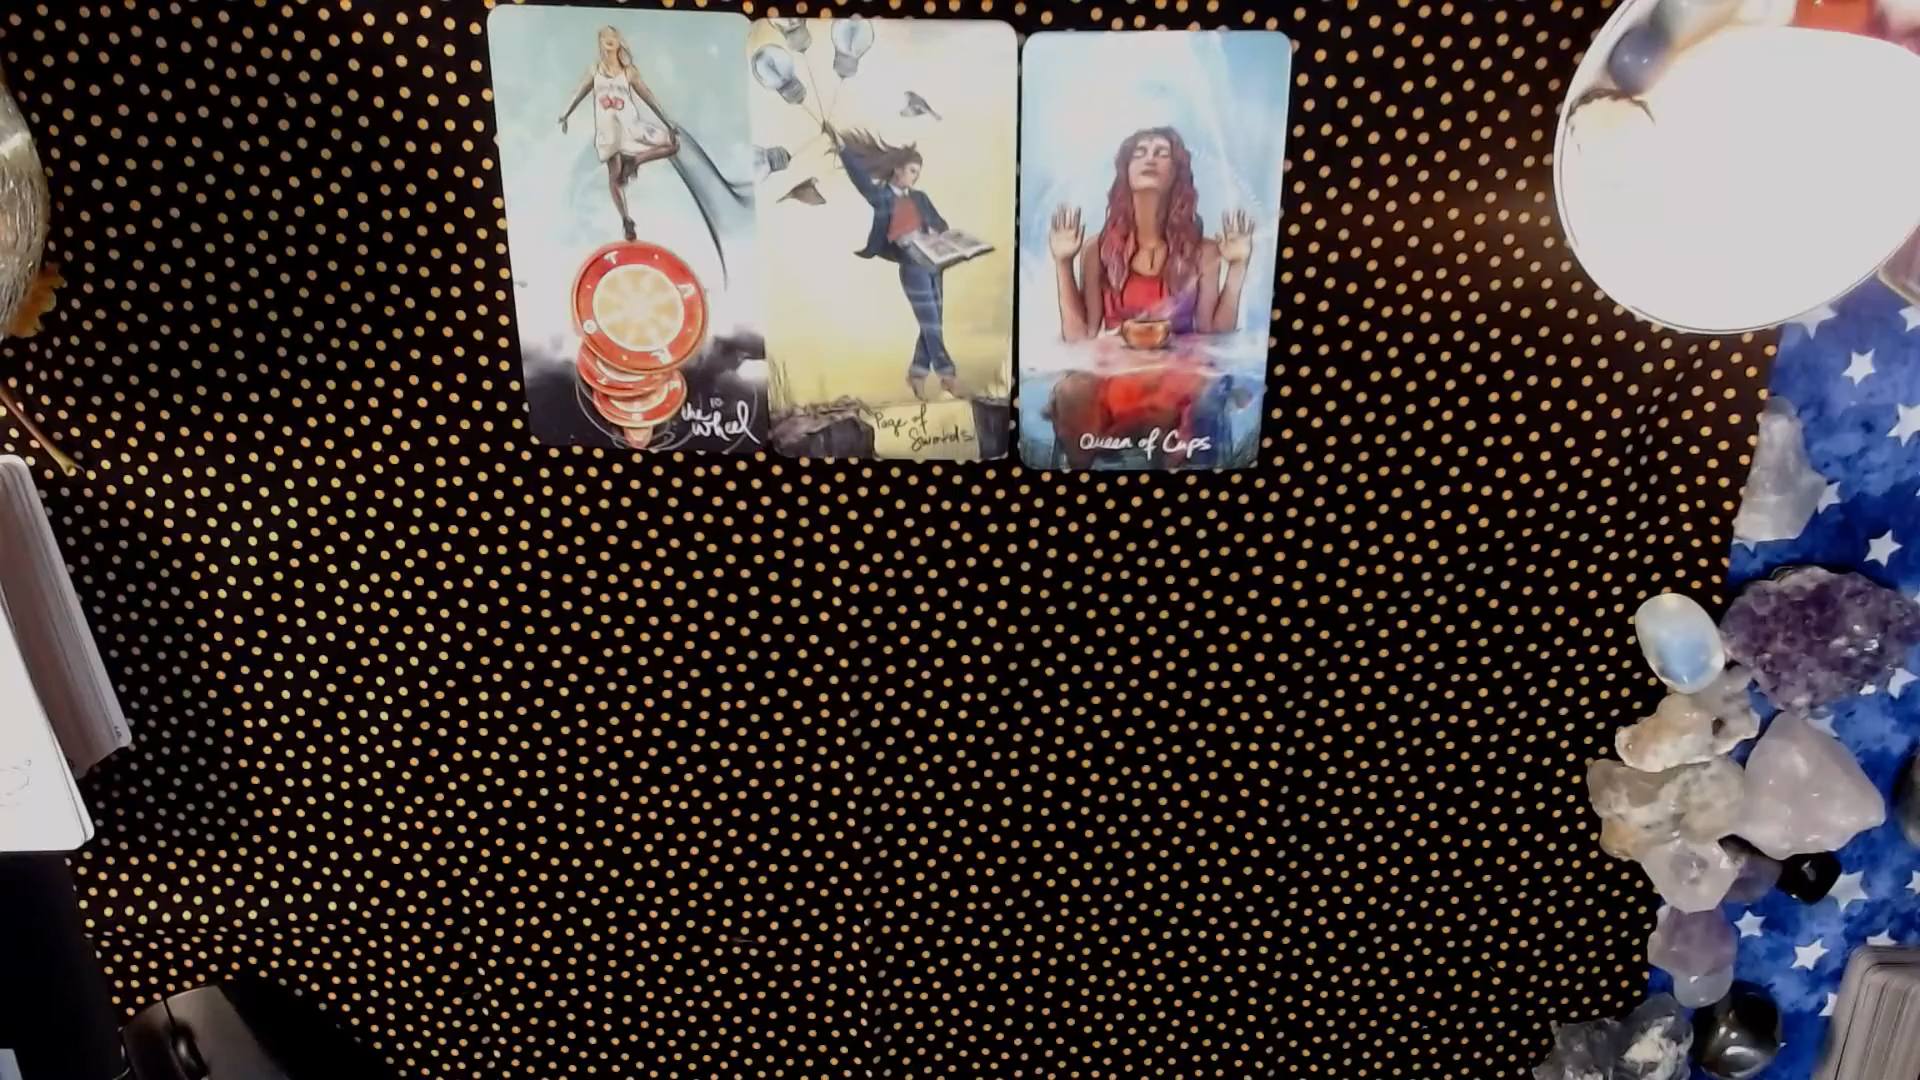 T A R O
10
the
wheel
Page of
Swords
Queen of Cups